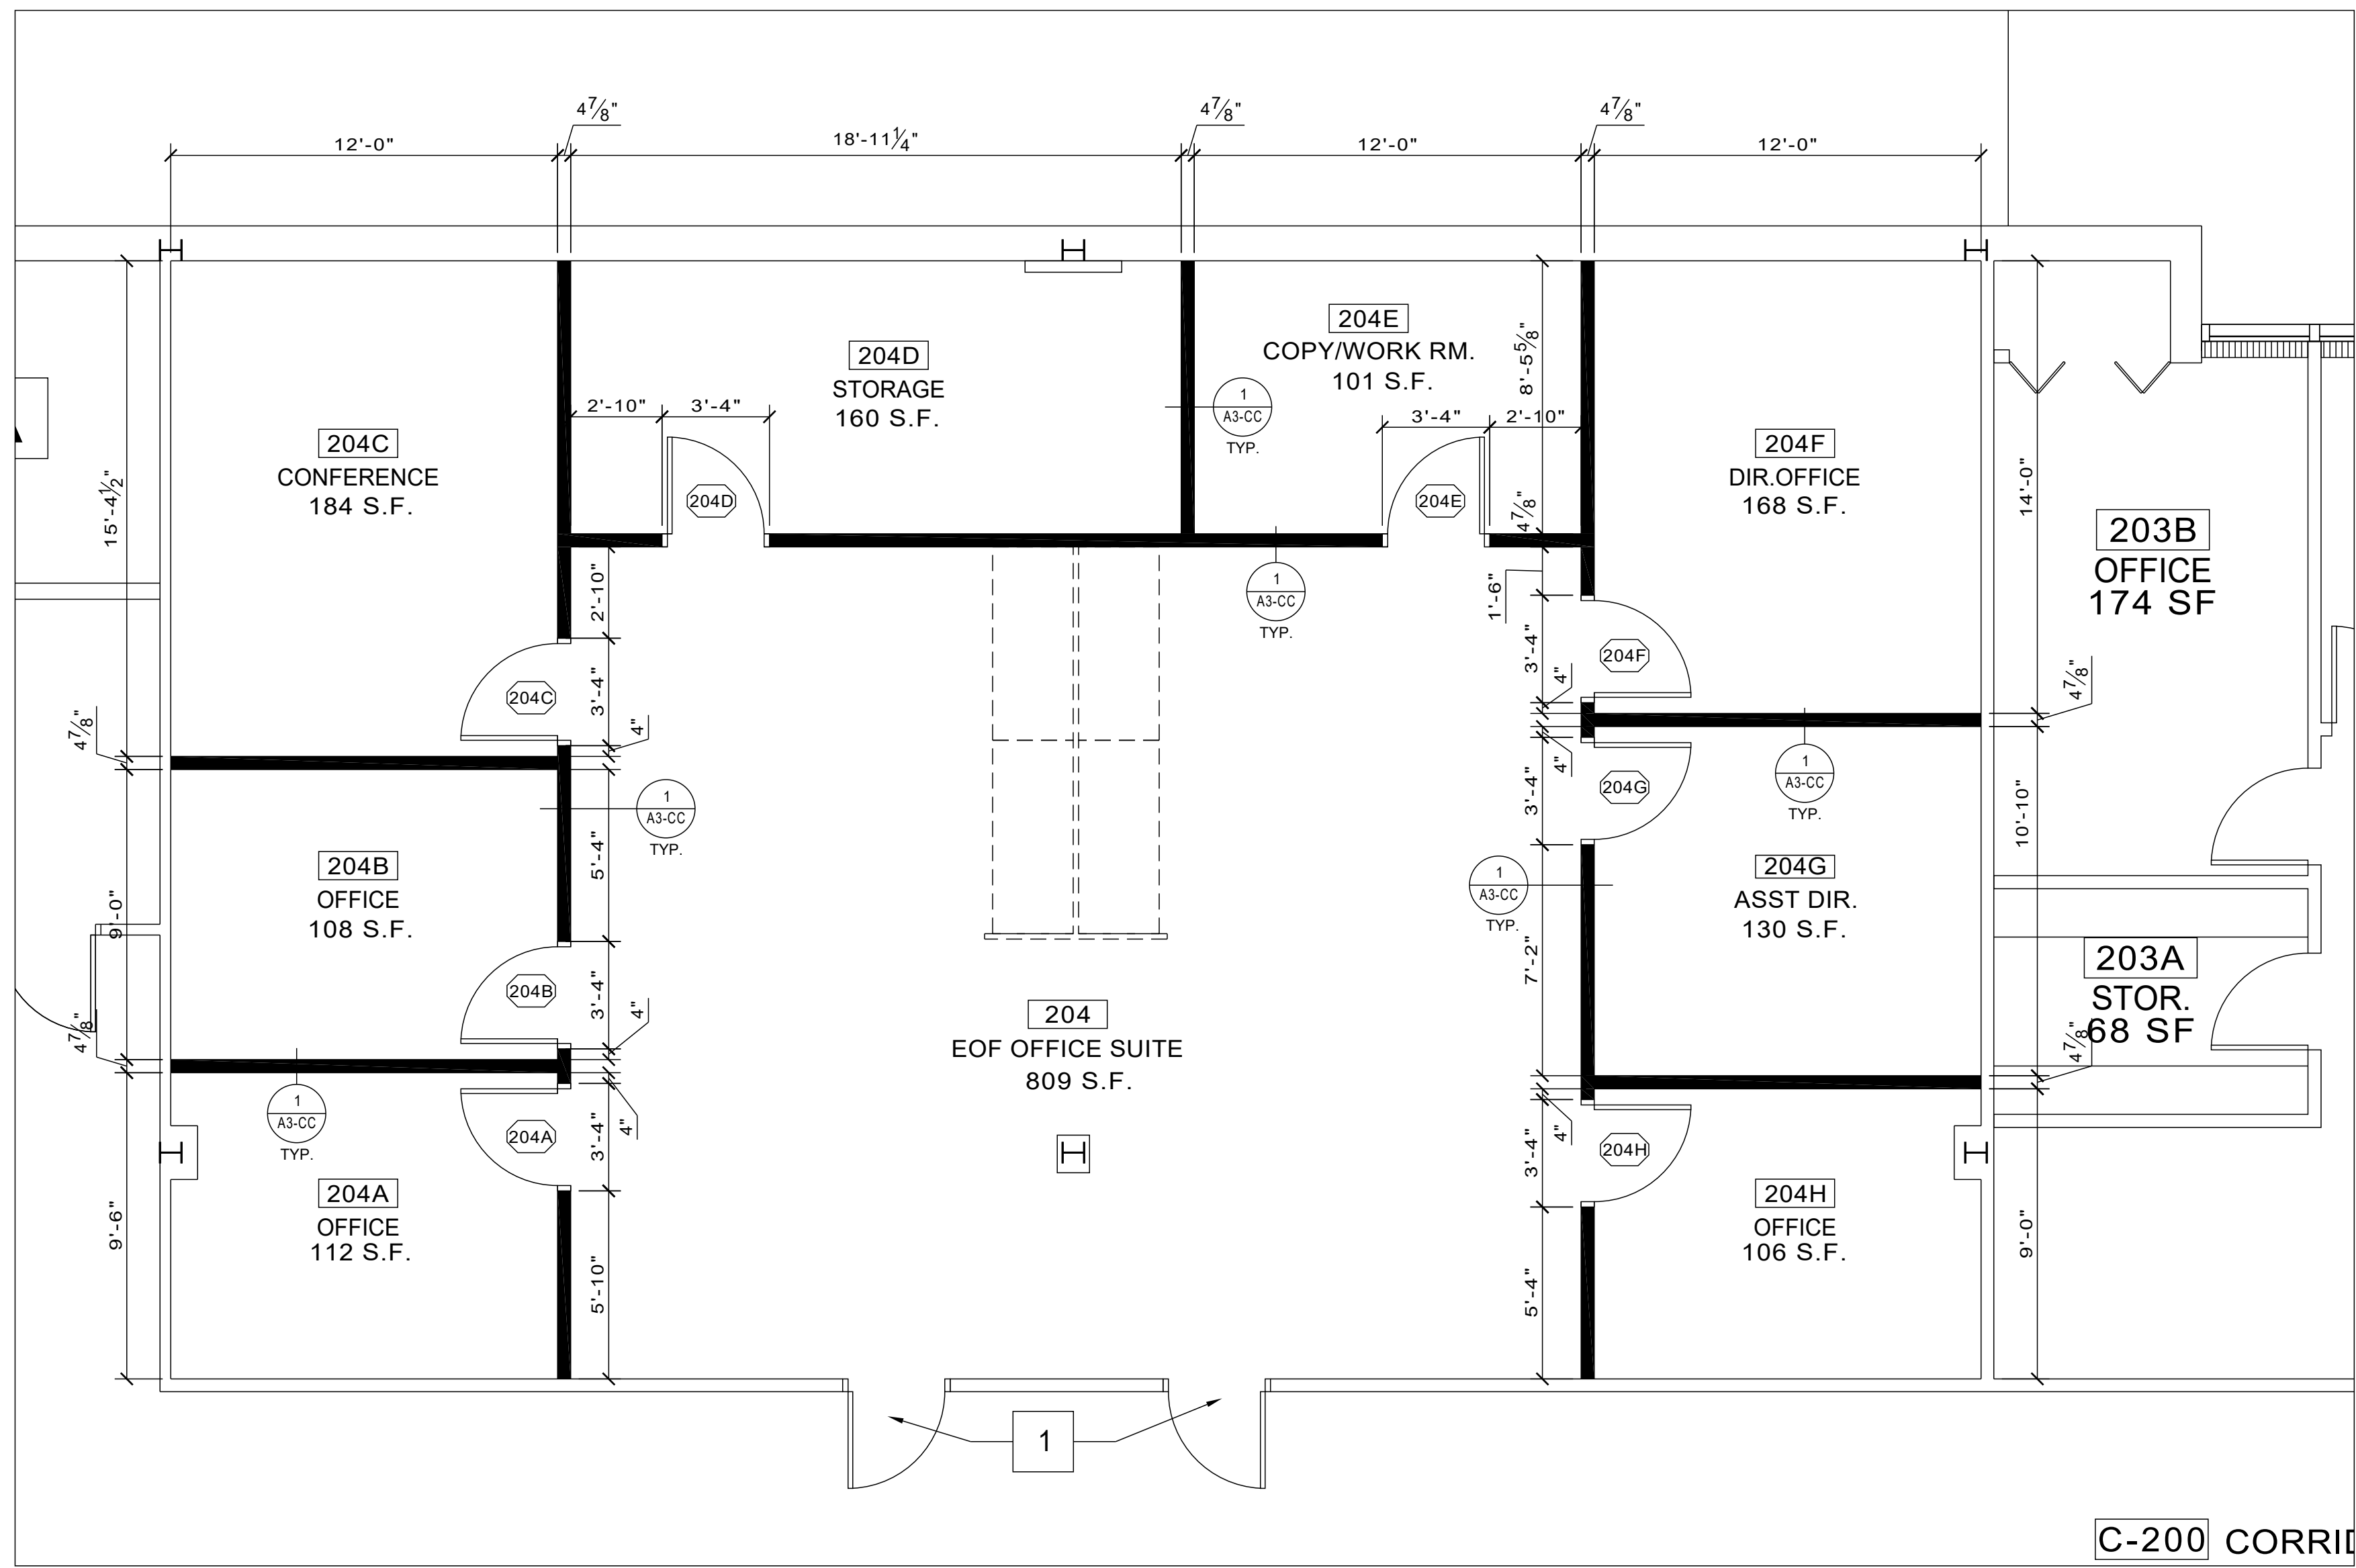 4⅞"
4⅞"
4⅞"
12'-0"
18'-11¼"
12'-0"
12'-0"
204C
CONFERENCE
184 S.F.
204D
STORAGE
160 S.F.
204E
COPY/WORK RM.
101 S.F.
204F
DIR.OFFICE
168 S.F.
203B
OFFICE
174 SF
2'-10"
3'-4"
3'-4"
2'-10"
8'-5⅝"
4⅞"
1
A3-CC
TYP.
204D
204E
15'-4½"
14'-0"
2'-10"
1
A3-CC
TYP.
1'-6"
3'-4"
4"
204F
204C
3'-4"
4"
4⅞"
4⅞"
4"
3'-4"
204G
1
A3-CC
TYP.
1
A3-CC
TYP.
5'-4"
10'-10"
204B
OFFICE
108 S.F.
9'-0"
204G
ASST DIR.
130 S.F.
1
A3-CC
TYP.
7'-2"
204B
3'-4"
4"
4⅞"
204
EOF OFFICE SUITE
809 S.F.
203A
STOR.
68 SF
4⅞"
1
A3-CC
TYP.
204A
3'-4"
4"
4"
3'-4"
204H
204A
OFFICE
112 S.F.
9'-6"
5'-10"
5'-4"
204H
OFFICE
106 S.F.
9'-0"
1
C-200 CORRID